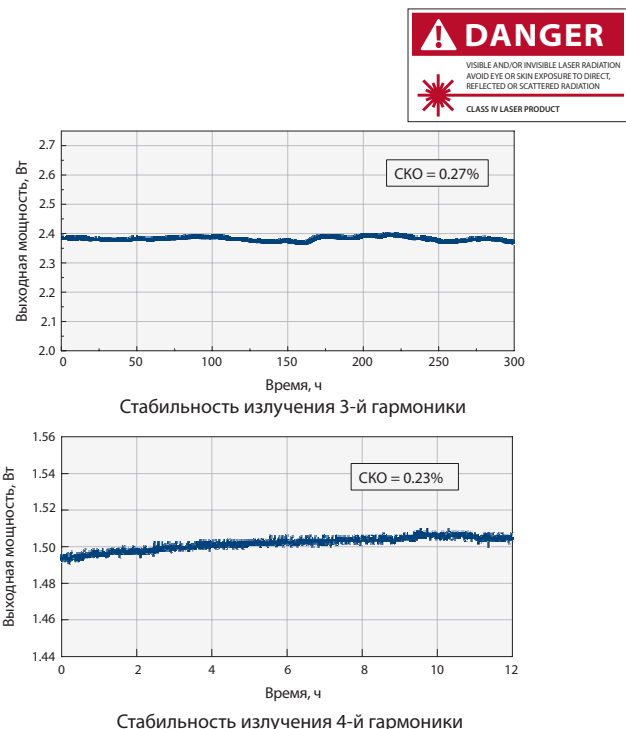 DANGER
VISIBLE AND/OR INVISIBLE LASER RADIATION
AVOID EYE OR SKIN EXPOSURE TO DIRECT,
REFLECTED OR SCATTERED RADIATION
CLASS IV LASER PRODUCT
Выходная мощность, Вт
2.7
2.6
2.5
2.4
2.3
2.2
2.1
2.0
СКО = 0.27%
0 50 100 150 200 250 300
Время, ч
Стабильность излучения 3-й гармоники
Выходная мощность, Вт
1.56
1.54
1.52
1.50
1.48
1.46
1.44
СКО = 0.23%
0 2 4 6 8 10 12
Время, ч
Стабильность излучения 4-й гармоники